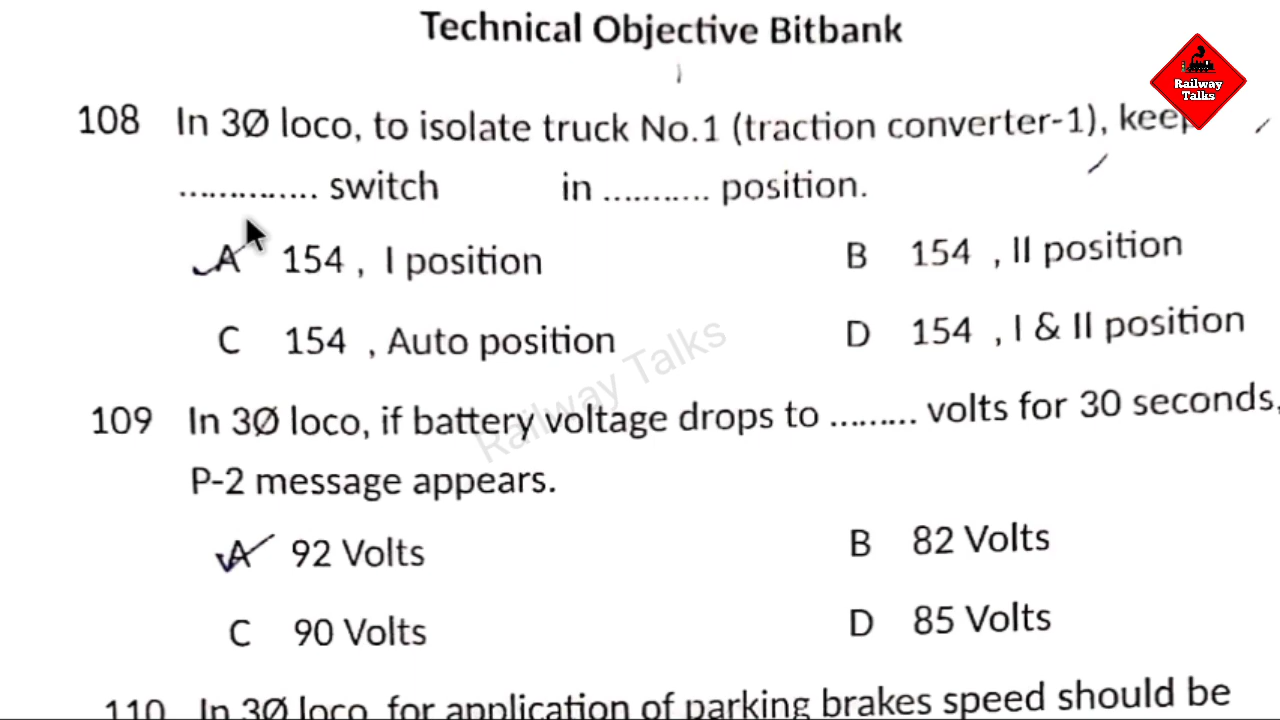 Technical Objective Bitbank
Railway
Talks
108 In 3Ø loco, to isolate truck No.1 (traction converter-1), keep
.............. switch in ........... position.
A 154 , I position B 154 , II position
C 154 , Auto position D 154 , I & II position
Railway Talks
109 In 3Ø loco, if battery voltage drops to ......... volts for 30 seconds,
P-2 message appears.
A 92 Volts B 82 Volts
C 90 Volts D 85 Volts
110 In 3Ø loco, for application of parking brakes speed should be